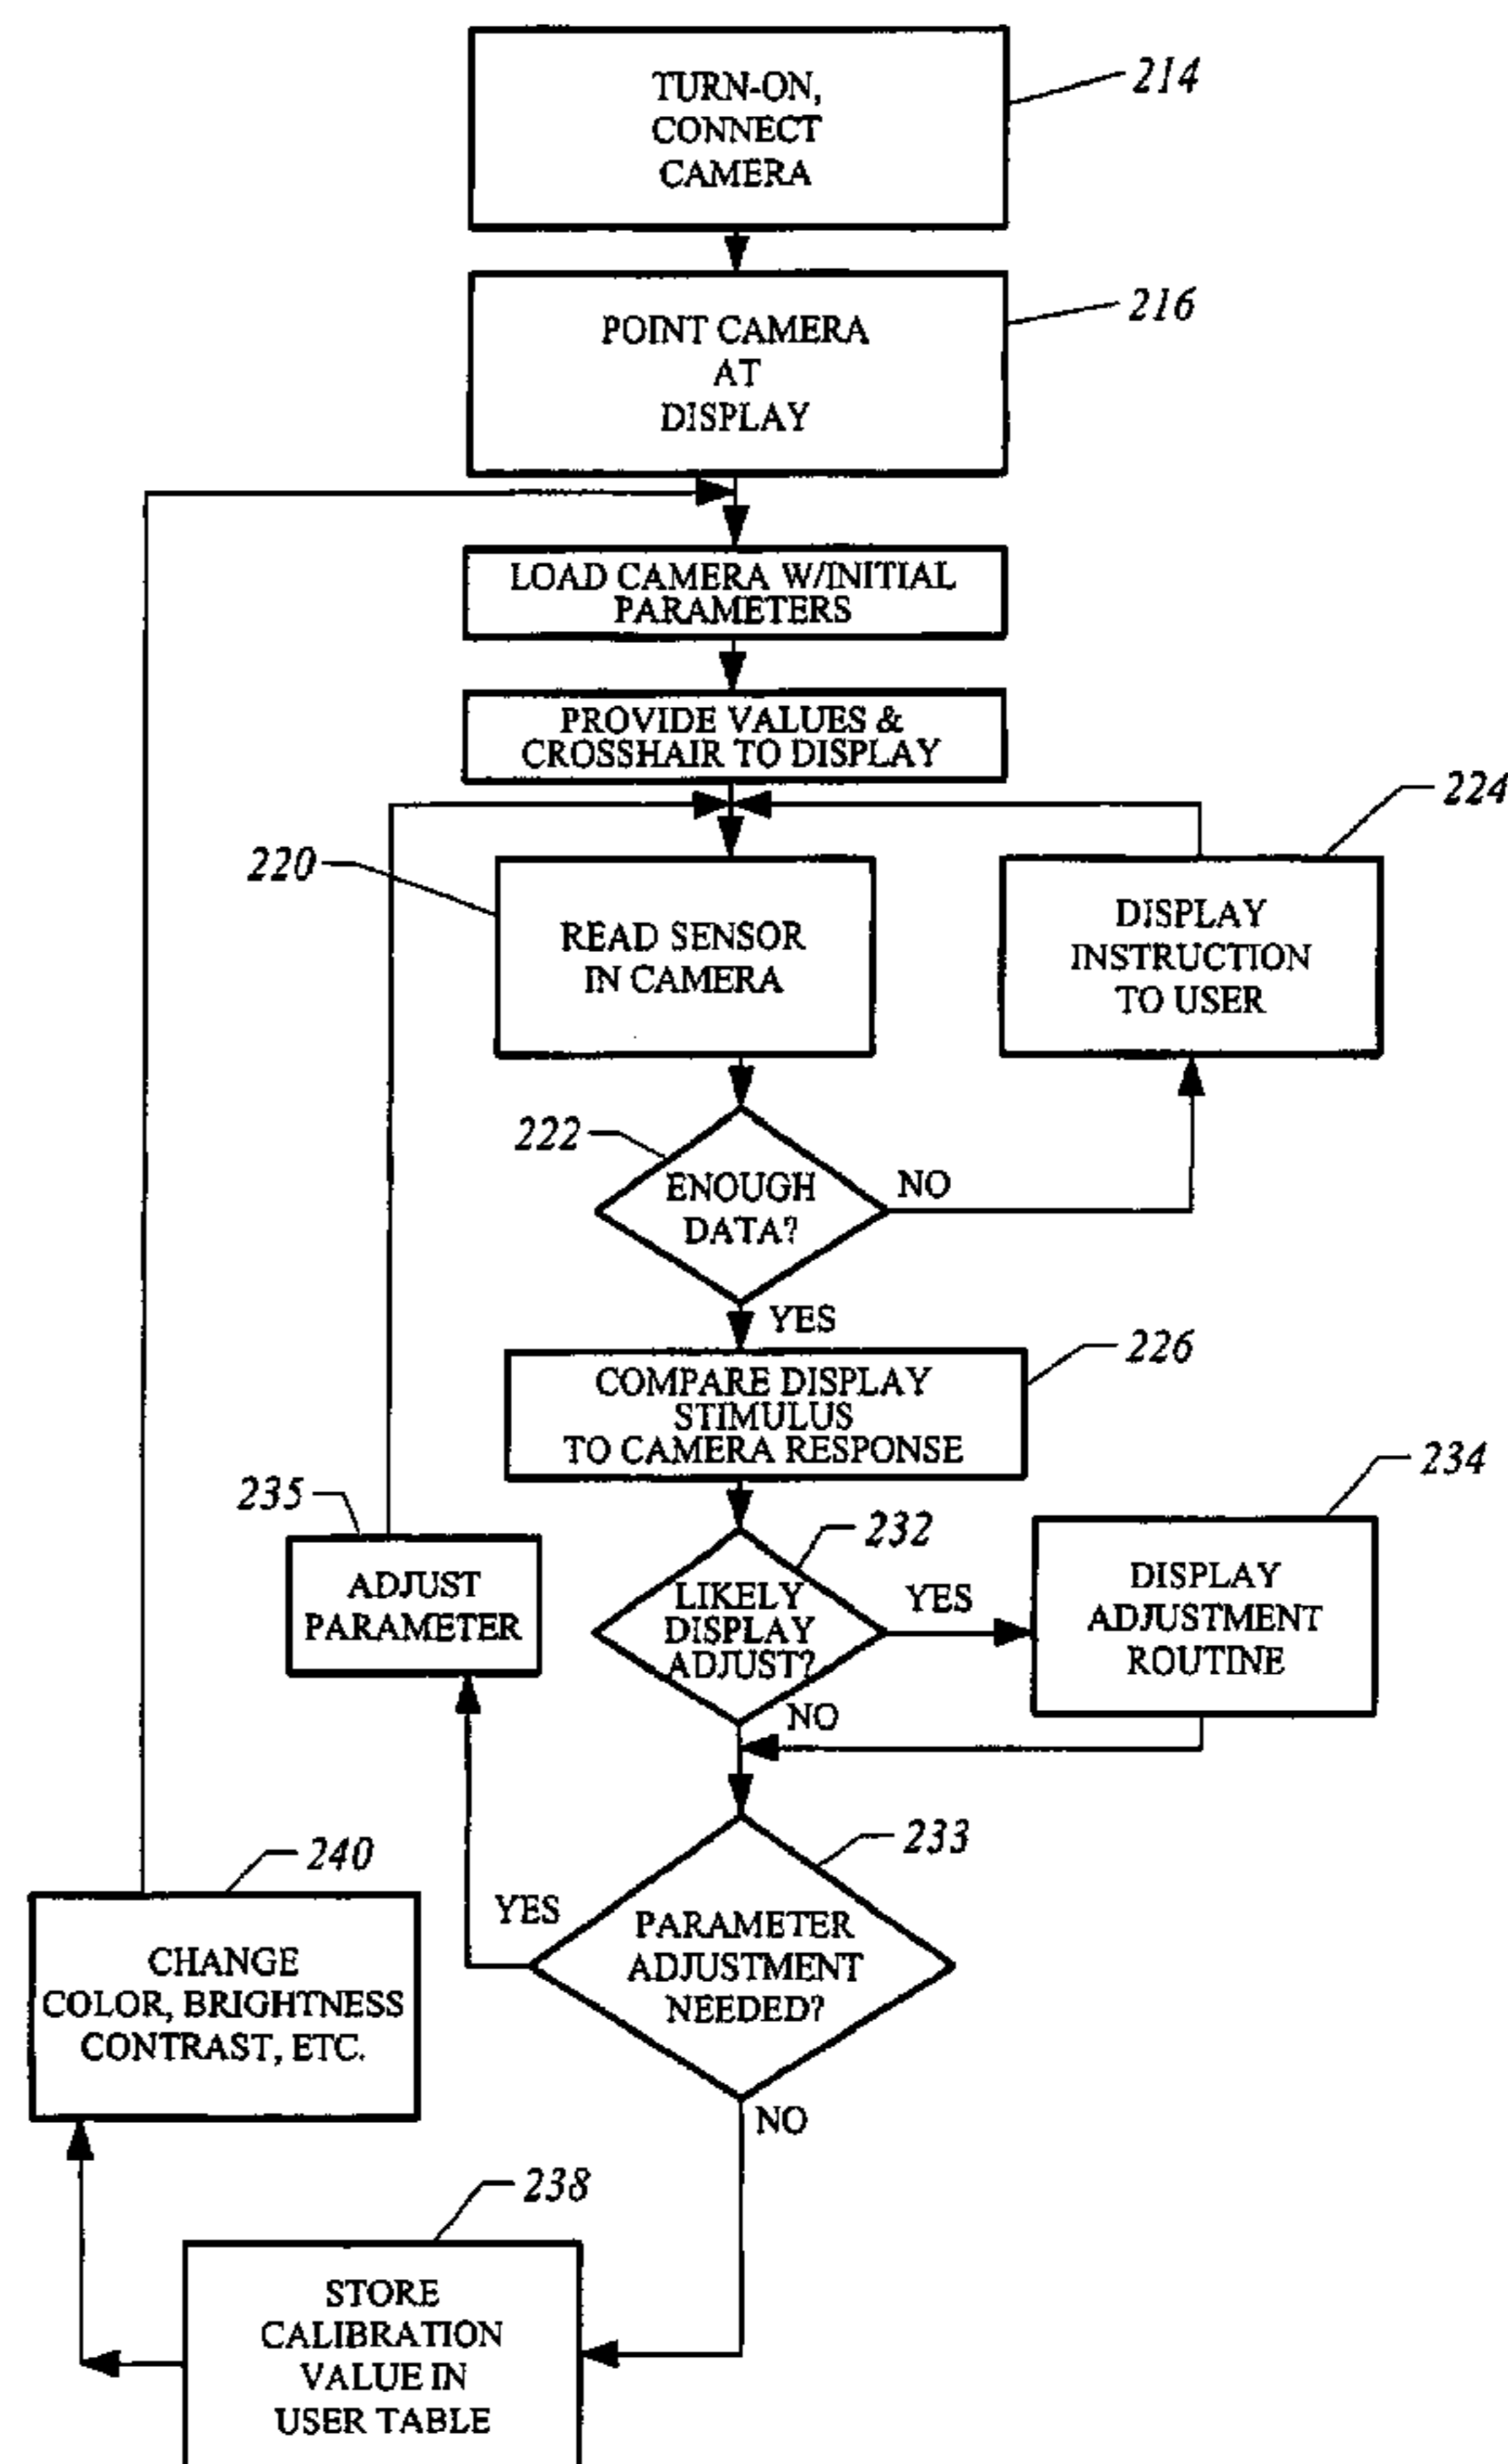 TURN-ON,
CONNECT
CAMERA
214
POINT CAMERA
AT
DISPLAY
216
LOAD CAMERA W/INITIAL
PARAMETERS
PROVIDE VALUES &
CROSSHAIR TO DISPLAY
224
220
READ SENSOR
IN CAMERA
DISPLAY
INSTRUCTION
TO USER
222
ENOUGH
DATA?
NO
YES
226
COMPARE DISPLAY
STIMULUS
TO CAMERA RESPONSE
234
235
232
ADJUST
PARAMETER
LIKELY
DISPLAY
ADJUST?
YES
DISPLAY
ADJUSTMENT
ROUTINE
NO
233
240
YES
PARAMETER
ADJUSTMENT
NEEDED?
CHANGE
COLOR, BRIGHTNESS
CONTRAST, ETC.
NO
238
STORE
CALIBRATION
VALUE IN
USER TABLE